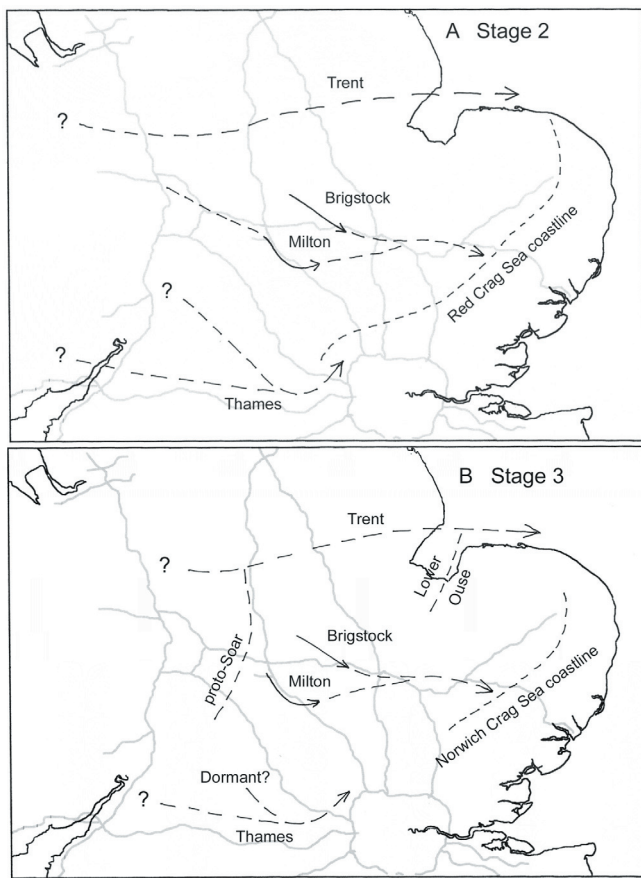 A Stage 2
Trent
?
Brigstock
Milton
Red Crag Sea coastline
?
?
Thames
B Stage 3
Trent
?
Lower
Ouse
Brigstock
proto-Soar
Milton
Norwich Crag Sea coastline
Dormant?
?
Thames